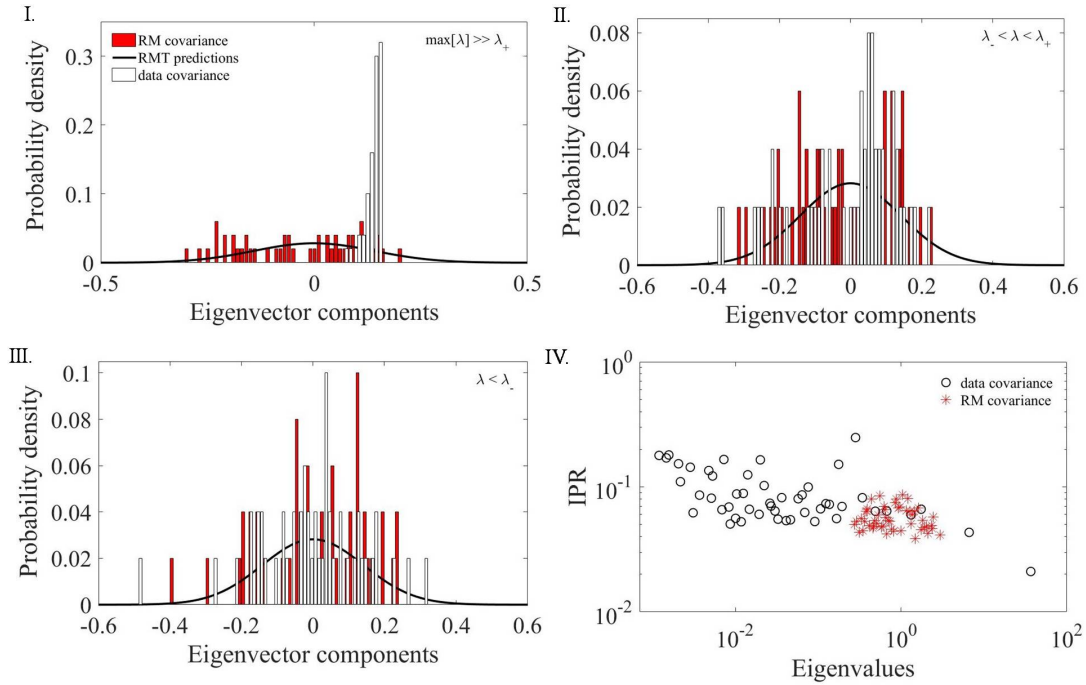 I.
max[λ] >> λ+
RM covariance
RMT predictions
data covariance
Probability density
0.3
0.2
0.1
0
-0.5
0
0.5
Eigenvector components
II.
λ- < λ < λ+
Probability density
0.08
0.06
0.04
0.02
0
-0.6
-0.4
-0.2
0
0.2
0.4
0.6
Eigenvector components
III.
λ < λ-
Probability density
0.1
0.08
0.06
0.04
0.02
0
-0.6
-0.4
-0.2
0
0.2
0.4
0.6
Eigenvector components
IV.
data covariance
RM covariance
IPR
10^0
10^-1
10^-2
10^-2
10^0
10^2
Eigenvalues